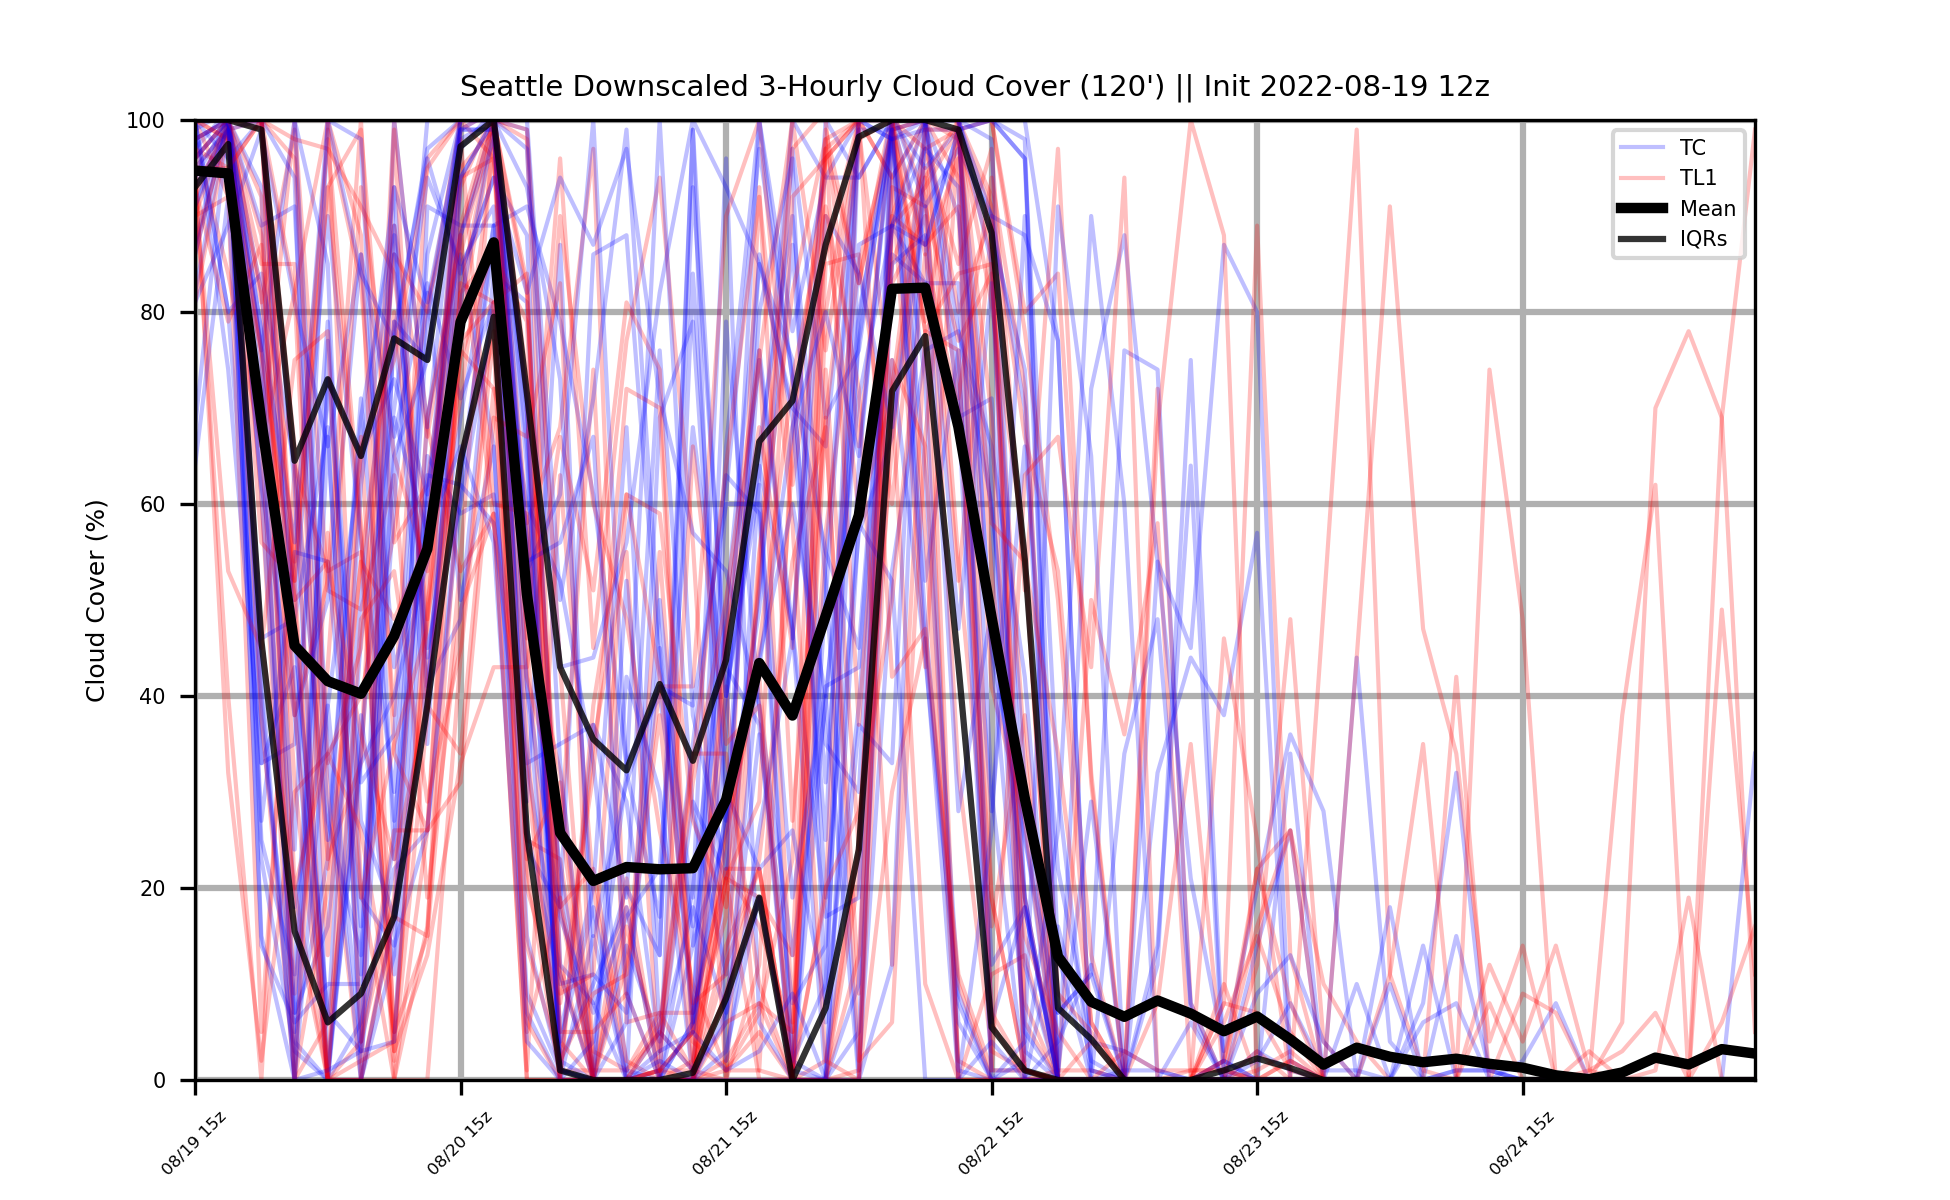 Seattle Downscaled 3-Hourly Cloud Cover (120') || Init 2022-08-19 12z
100
80
60
40
20
0
Cloud Cover (%)
TC
TL1
Mean
IQRs
08/19 15z
08/20 15z
08/21 15z
08/22 15z
08/23 15z
08/24 15z